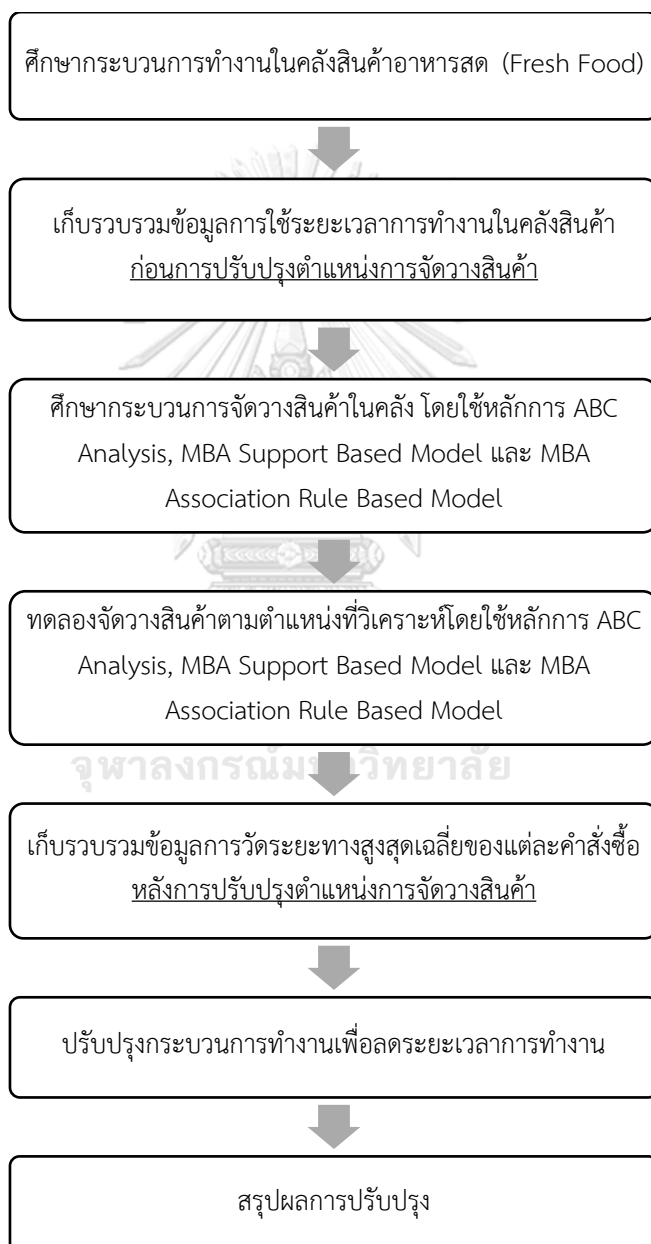 ศึกษากระบวนการทำงานในคลังสินค้าอาหารสด (Fresh Food)
เก็บรวบรวมข้อมูลการใช้ระยะเวลาการทำงานในคลังสินค้า
ก่อนการปรับปรุงตำแหน่งการจัดวางสินค้า
ศึกษากระบวนการจัดวางสินค้าในคลัง โดยใช้หลักการ ABC
Analysis, MBA Support Based Model และ MBA
Association Rule Based Model
ทดลองจัดวางสินค้าตามตำแหน่งที่วิเคราะห์โดยใช้หลักการ ABC
Analysis, MBA Support Based Model และ MBA
Association Rule Based Model
จุฬาลงกรณ์มหาวิทยาลัย
เก็บรวบรวมข้อมูลการวัดระยะทางสูงสุดเฉลี่ยของแต่ละคำสั่งซื้อ
หลังการปรับปรุงตำแหน่งการจัดวางสินค้า
ปรับปรุงกระบวนการทำงานเพื่อลดระยะเวลาการทำงาน
สรุปผลการปรับปรุง